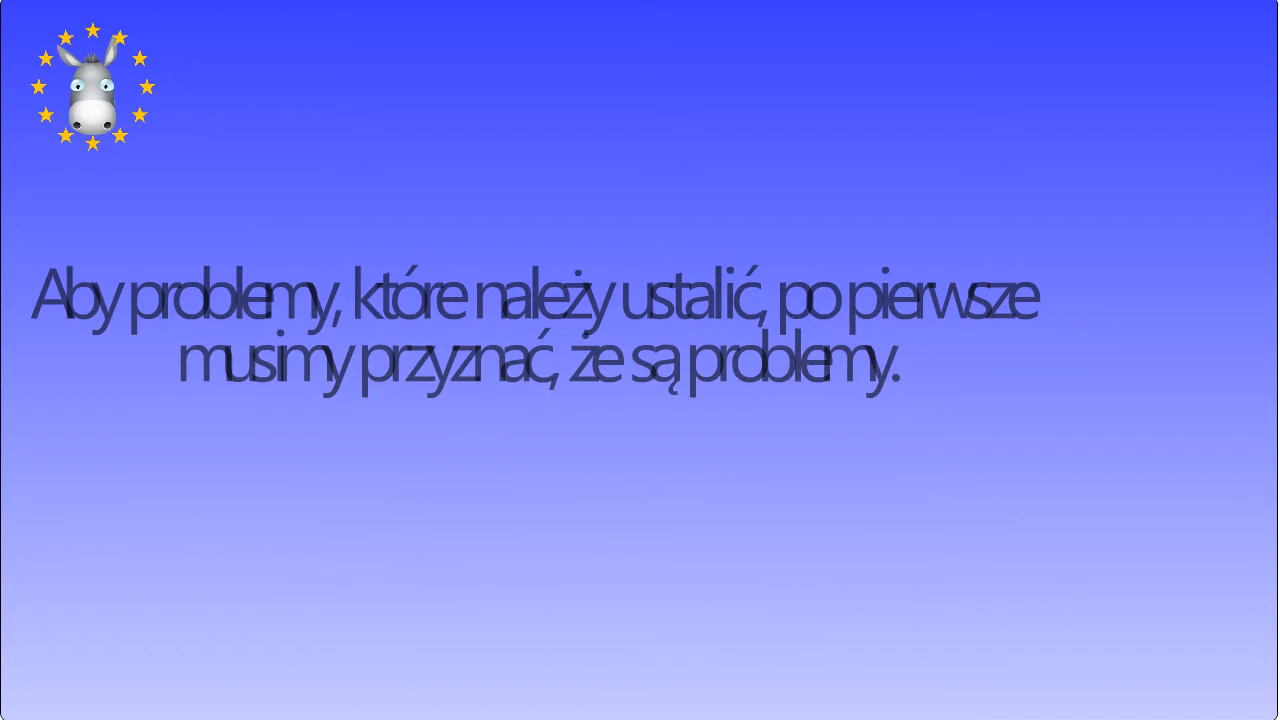 Aby problemy, które należy ustalić, po pierwsze
musimy przyznać, że są problemy.